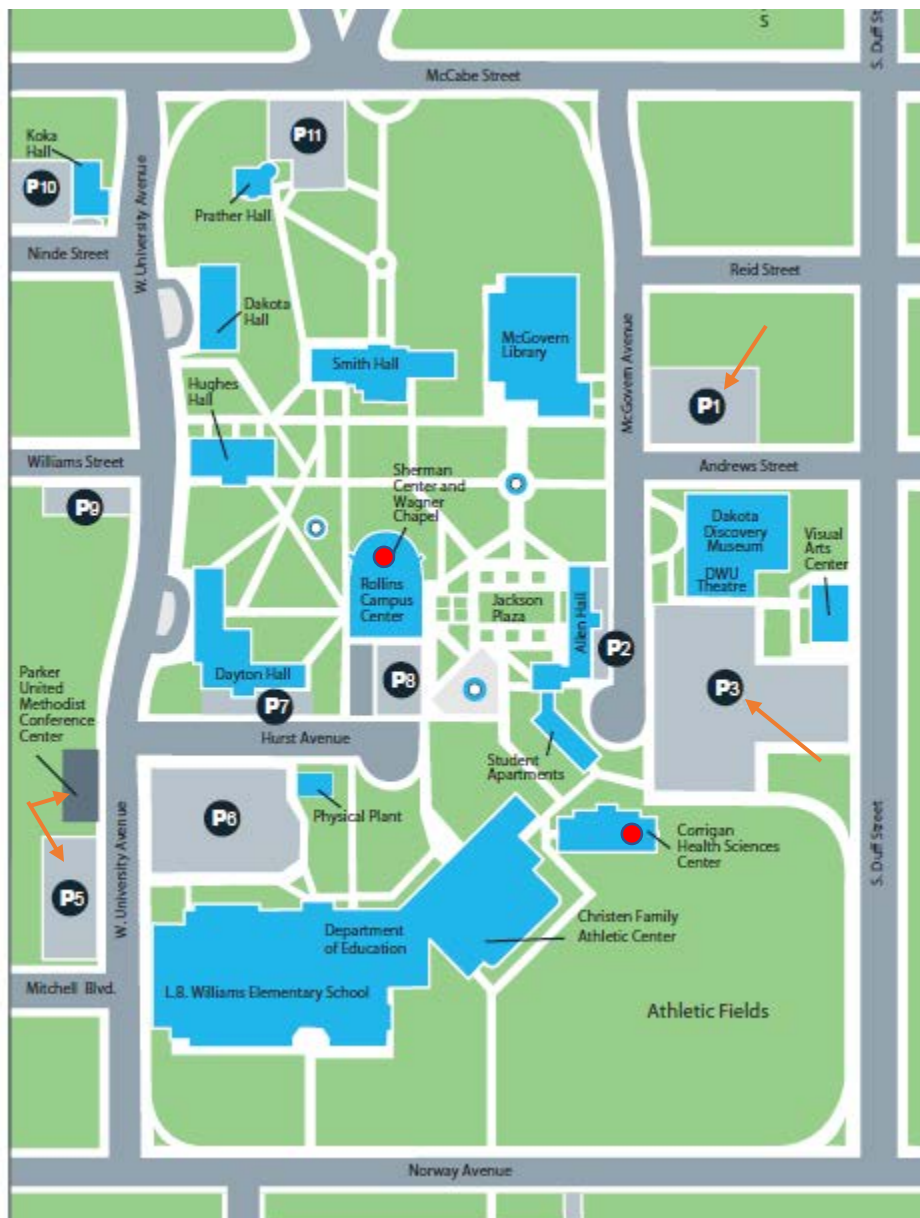 S
S. Duff St
McCabe Street
P11
Koka
Hall
P10
W. University Avenue
Prather Hall
Ninde Street
Reid Street
Dakota
Hall
McGovern
Library
McGovern Avenue
Smith Hall
Hughes
Hall
P1
Williams Street
Andrews Street
Sherman
Center and
Wagner
Chapel
P9
Dakota
Discovery
Museum
DWU
Theatre
Visual
Arts
Center
Rollins
Campus
Center
Jackson
Plaza
Allen Hall
P2
Parker
United
Methodist
Conference
Center
Dayton Hall
P8
P3
P7
Hurst Avenue
Student
Apartments
Physical Plant
P6
Corrigan
Health Sciences
Center
S. Duff Street
P5
W. University Avenue
Department
of Education
Christen Family
Athletic Center
Mitchell Blvd.
L.B. Williams Elementary School
Athletic Fields
Norway Avenue